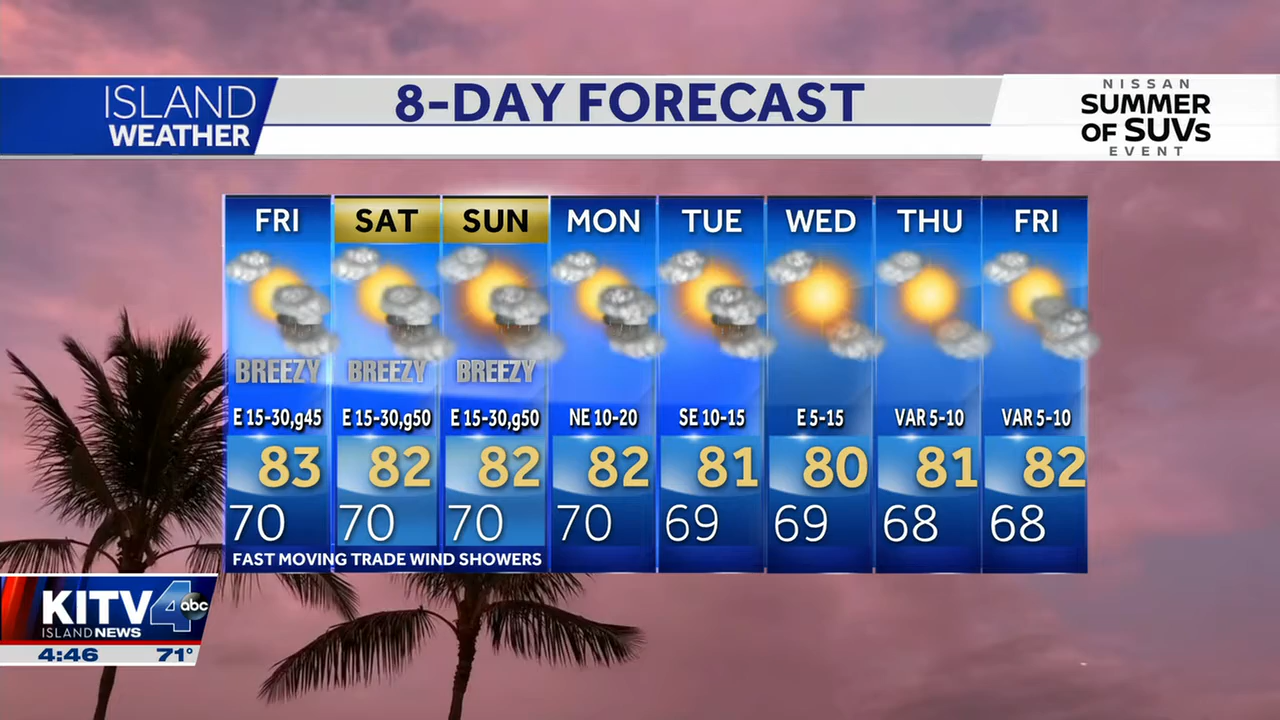 ISLAND
WEATHER
8-DAY FORECAST
NISSAN
SUMMER
OF SUVs
EVENT
FRI SAT SUN MON TUE WED THU FRI
BREEZY BREEZY BREEZY
E 15-30,g45 E 15-30,g50 E 15-30,g50 NE 10-20 SE 10-15 E 5-15 VAR 5-10 VAR 5-10
83 82 82 82 81 80 81 82
70 70 70 70 69 69 68 68
FAST MOVING TRADE WIND SHOWERS
KITV4 abc
ISLAND NEWS
4:46 71°